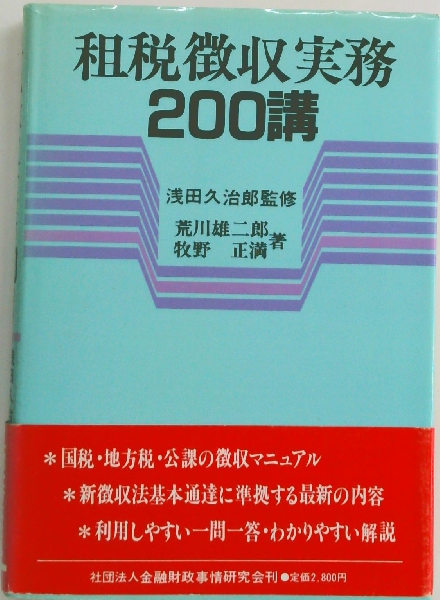 租税徴収実務
200講
浅田久治郎監修
荒川雄二郎
牧野 正満
著
＊国税・地方税・公課の徴収マニュアル
＊新徴収法基本通達に準拠する最新の内容
＊利用しやすい一問一答・わかりやすい解説
社団法人金融財政事情研究会刊●定価2,800円